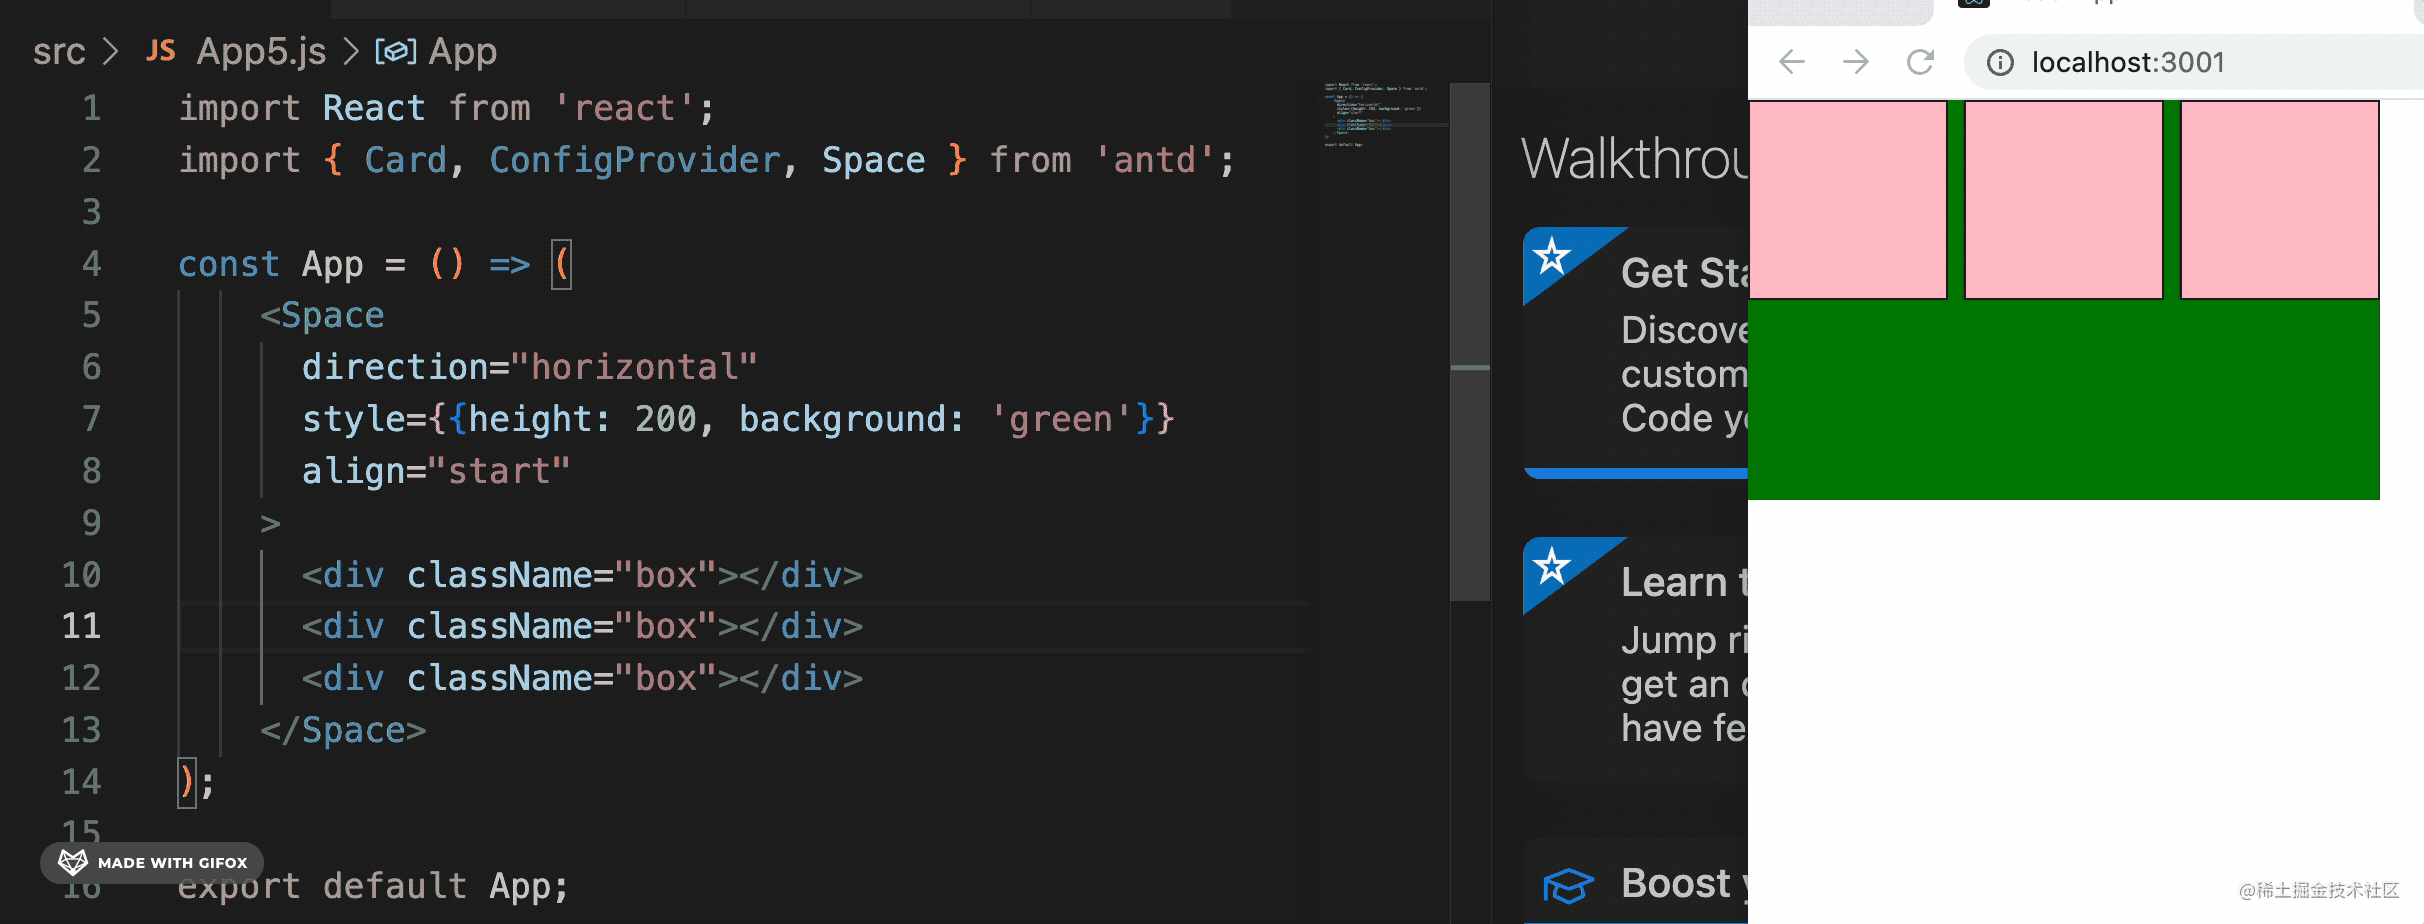 src > JS App5.js > App
1 import React from 'react';
2 import { Card, ConfigProvider, Space } from 'antd';
3
4 const App = () => (
5 <Space
6 direction="horizontal"
7 style={{height: 200, background: 'green'}}
8 align="start"
9 >
10 <div className="box"></div>
11 <div className="box"></div>
12 <div className="box"></div>
13 </Space>
14 );
15
16 export default App;
MADE WITH GIFOX
Get
Discove
custom
Code
Learn
Jump
get an
have fe
Boost
localhost:3001
@稀土掘金技术社区